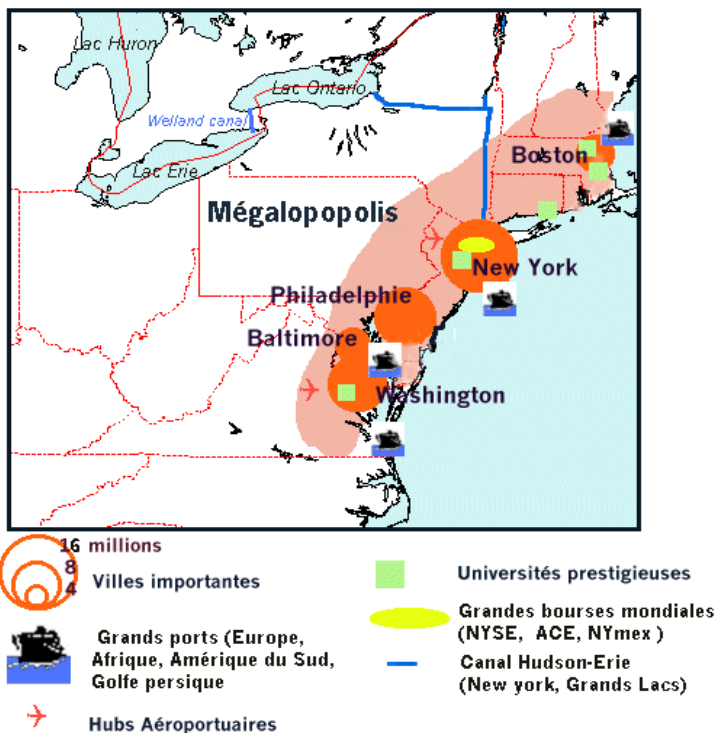 Lac Huron
Lac Ontario
Welland canal
Lac Erie
Boston
Mégalopopolis
New York
Philadelphie
Baltimore
Washington
16 millions
8
4
Villes importantes
Grands ports (Europe,
Afrique, Amérique du Sud,
Golfe persique
Hubs Aéroportuaires
Universités prestigieuses
Grandes bourses mondiales
(NYSE, ACE, NYmex )
Canal Hudson-Erie
(New york, Grands Lacs)